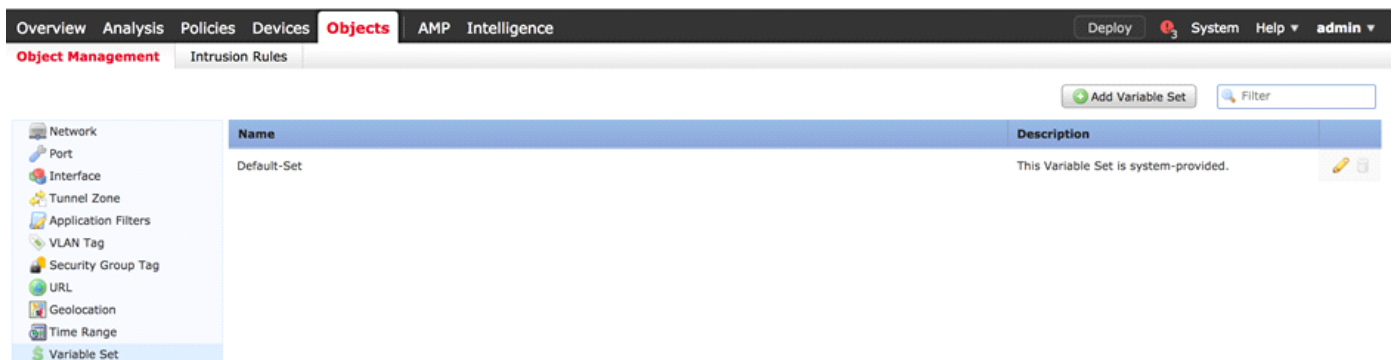 Overview Analysis Policies Devices Objects AMP Intelligence Deploy 3 System Help admin
Object Management Intrusion Rules
Add Variable Set Filter
Network
Port
Interface
Tunnel Zone
Application Filters
VLAN Tag
Security Group Tag
URL
Geolocation
Time Range
$ Variable Set
Name Description
Default-Set This Variable Set is system-provided.